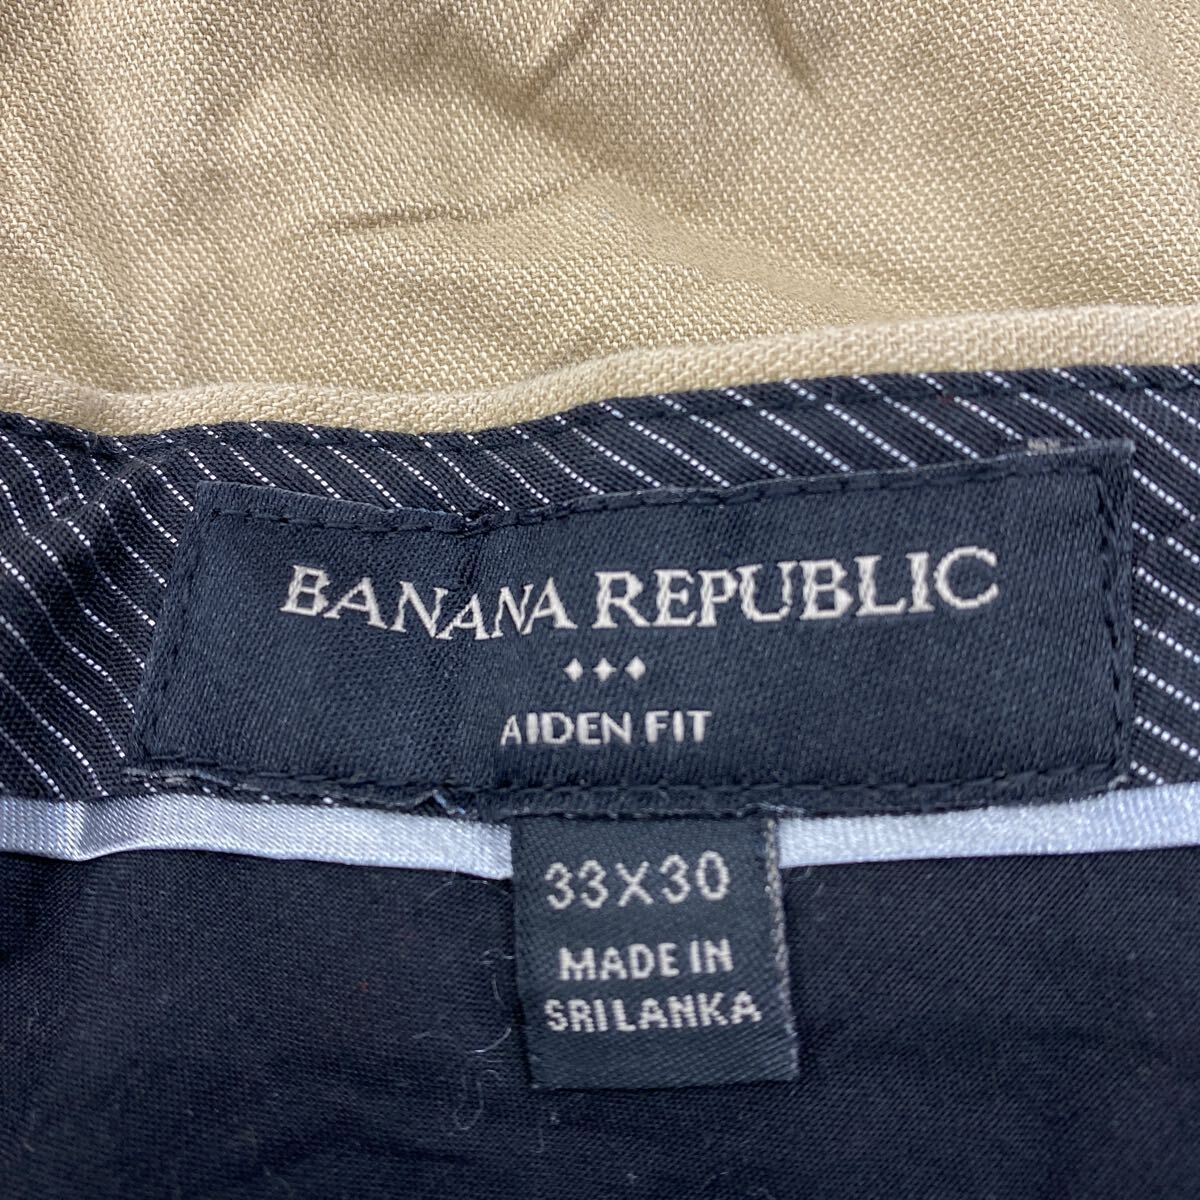 BANANA REPUBLIC
AIDEN FIT
33X30
MADE IN
SRI LANKA